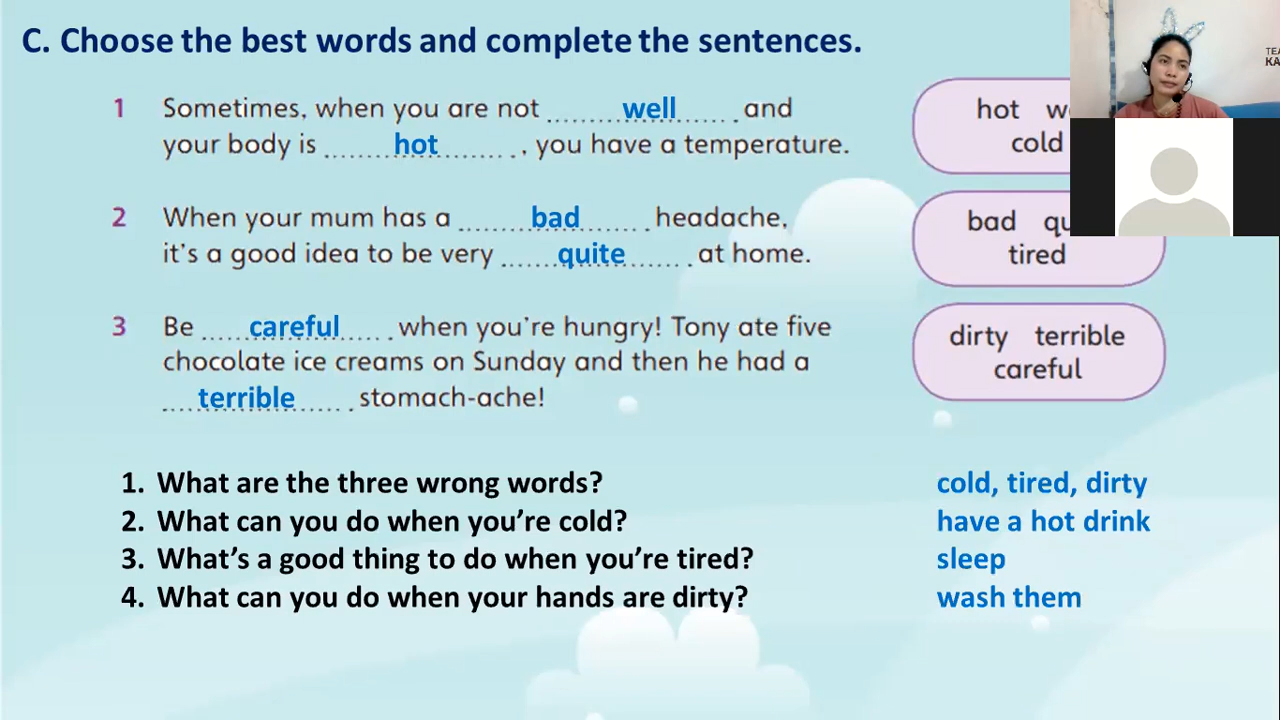 C. Choose the best words and complete the sentences.
1 Sometimes, when you are not well and
your body is hot, you have a temperature.
hot
cold
2 When your mum has a bad headache,
it's a good idea to be very quite at home.
bad
tired
3 Be careful when you're hungry! Tony ate five
chocolate ice creams on Sunday and then he had a
terrible stomach-ache!
dirty terrible
careful
1. What are the three wrong words? cold, tired, dirty
2. What can you do when you're cold? have a hot drink
3. What's a good thing to do when you're tired? sleep
4. What can you do when your hands are dirty? wash them